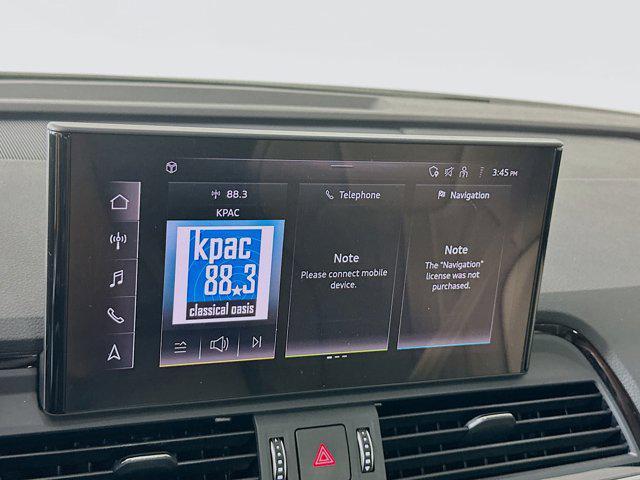 3:45 PM
88.3
KPAC
kpac
88.3
classical oasis
Telephone
Note
Please connect mobile
device.
Navigation
Note
The "Navigation"
license was not
purchased.